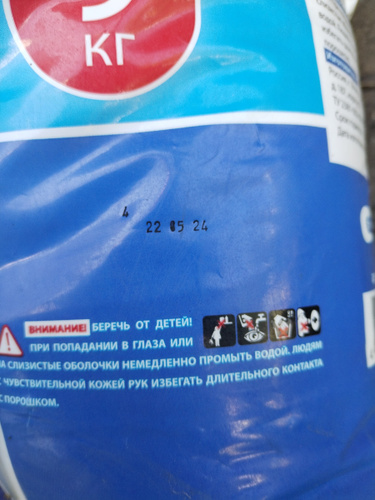 КГ
4
22 05 24
ВНИМАНИЕ! БЕРЕЧЬ ОТ ДЕТЕЙ!
ПРИ ПОПАДАНИИ В ГЛАЗА ИЛИ
НА СЛИЗИСТЫЕ ОБОЛОЧКИ НЕМЕДЛЕННО ПРОМЫТЬ ВОДОЙ. ЛЮДЯМ
С ЧУВСТВИТЕЛЬНОЙ КОЖЕЙ РУК ИЗБЕГАТЬ ДЛИТЕЛЬНОГО КОНТАКТА
С ПОРОШКОМ.